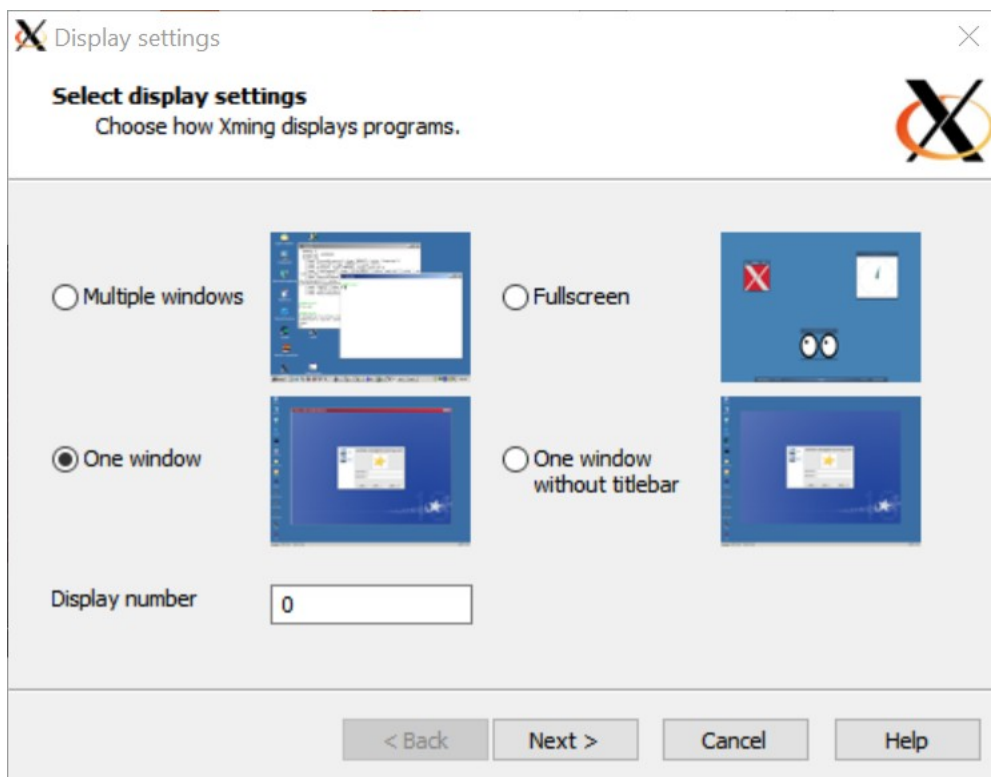 Display settings
Select display settings
Choose how Xming displays programs.
Multiple windows
Fullscreen
One window
One window
without titlebar
Display number
0
< Back
Next >
Cancel
Help